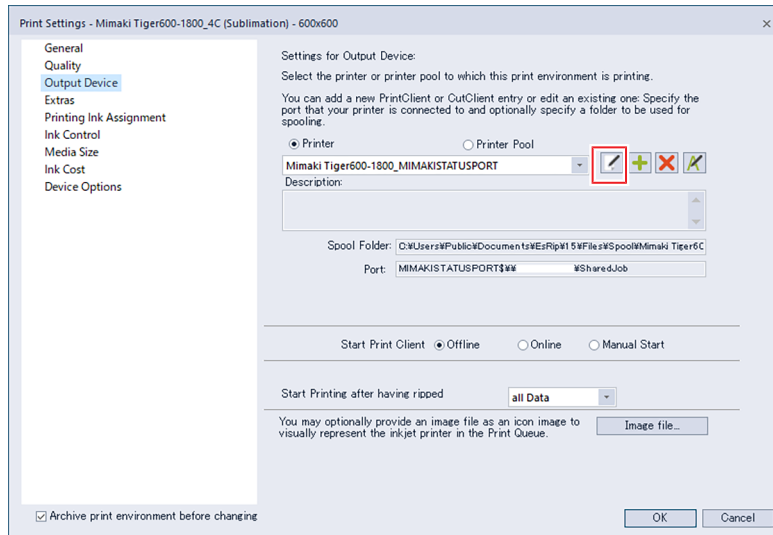 Print Settings - Mimaki Tiger600-1800_4C (Sublimation) - 600x600
General
Quality
Output Device
Extras
Printing Ink Assignment
Ink Control
Media Size
Ink Cost
Device Options
Settings for Output Device:
Select the printer or printer pool to which this print environment is printing.
You can add a new PrintClient or CutClient entry or edit an existing one: Specify the
port that your printer is connected to and optionally specify a folder to be used for
spooling.
Printer
Printer Pool
Mimaki Tiger600-1800_MIMAKISTATUSPORT
Description:
Spool Folder: C:¥Users¥Public¥Documents¥EsRip¥15¥Files¥Spool¥Mimaki Tiger6C
Port: MIMAKISTATUSPORT$¥¥ ¥SharedJob
Start Print Client Offline Online Manual Start
Start Printing after having ripped all Data
You may optionally provide an image file as an icon image to
visually represent the inkjet printer in the Print Queue.
Image file...
Archive print environment before changing
OK Cancel